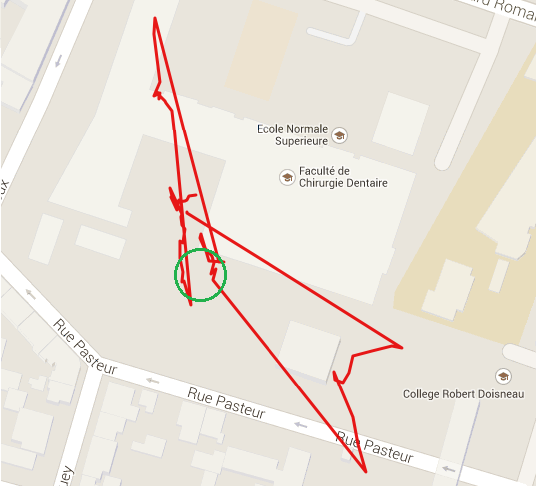 Ecole Normale
Superieure
Faculté de
Chirurgie Dentaire
Rue Pasteur
Rue Pasteur
Rue Pasteur
College Robert Doisneau